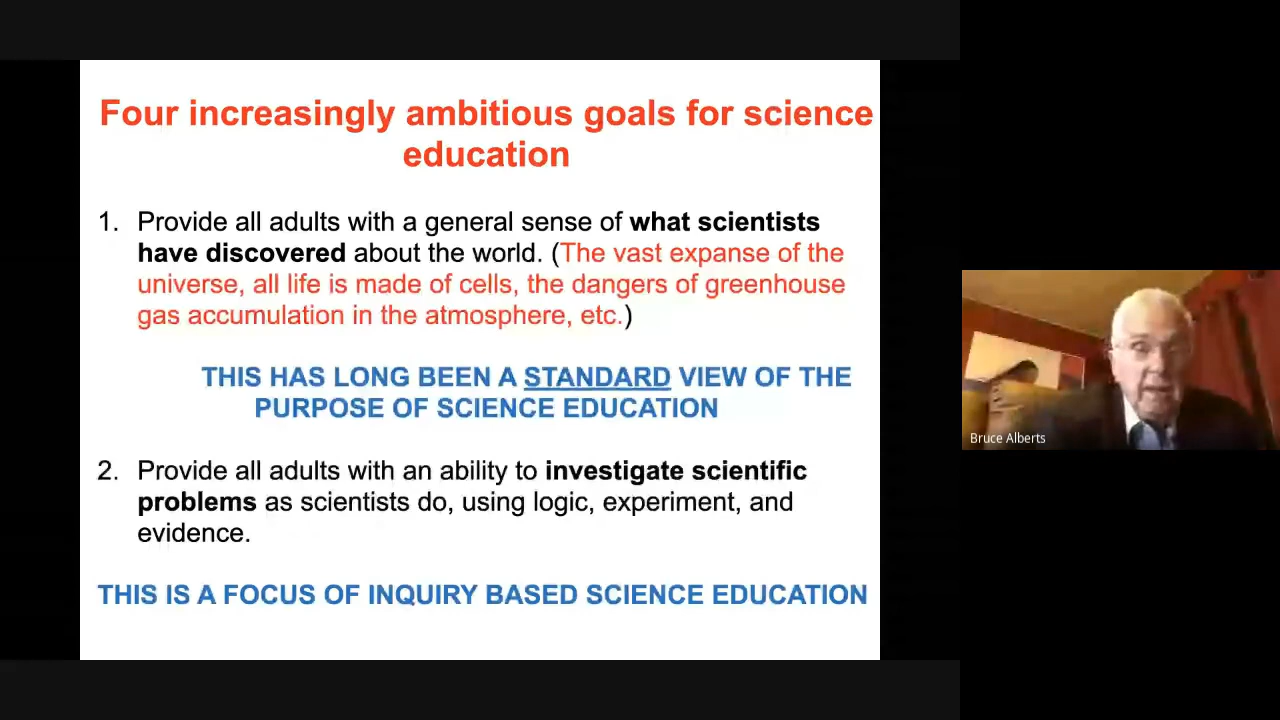 Four increasingly ambitious goals for science
education
1. Provide all adults with a general sense of what scientists
have discovered about the world. (The vast expanse of the
universe, all life is made of cells, the dangers of greenhouse
gas accumulation in the atmosphere, etc.)
THIS HAS LONG BEEN A STANDARD VIEW OF THE
PURPOSE OF SCIENCE EDUCATION
2. Provide all adults with an ability to investigate scientific
problems as scientists do, using logic, experiment, and
evidence.
THIS IS A FOCUS OF INQUIRY BASED SCIENCE EDUCATION
Bruce Alberts